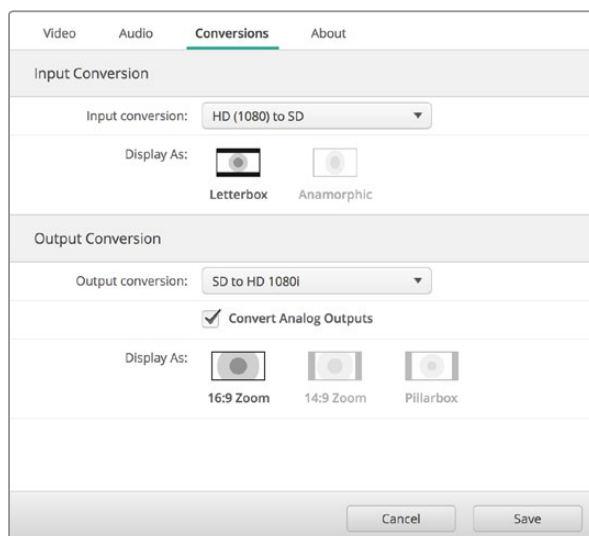 Video Audio Conversions About
Input Conversion
Input conversion: HD (1080) to SD
Display As:
Letterbox Anamorphic
Output Conversion
Output conversion: SD to HD 1080i
Convert Analog Outputs
Display As:
16:9 Zoom 14:9 Zoom Pillarbox
Cancel Save